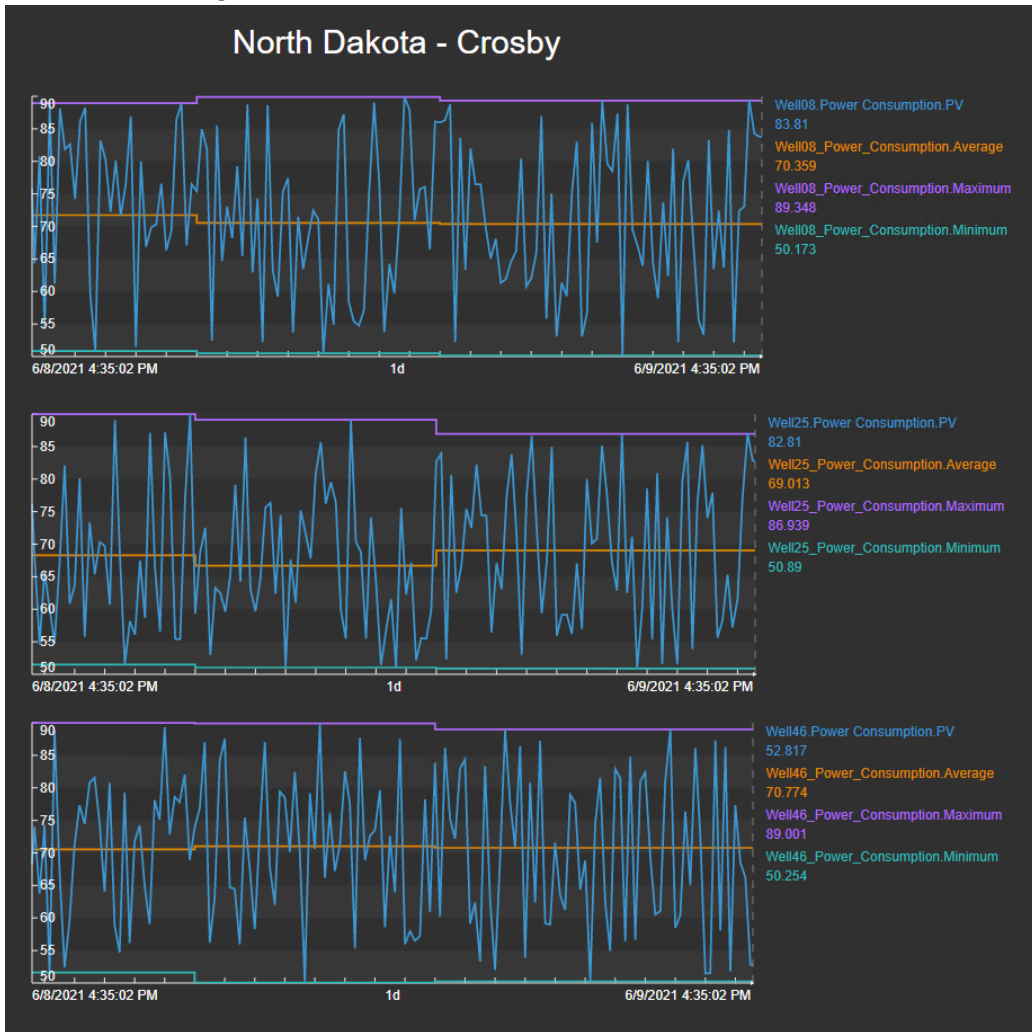 North Dakota - Crosby
90
85
80
75
70
65
60
55
50
6/8/2021 4:35:02 PM 1d 6/9/2021 4:35:02 PM
Well08.Power Consumption.PV
83.81
Well08_Power_Consumption.Average
70.359
Well08_Power_Consumption.Maximum
89.348
Well08_Power_Consumption.Minimum
50.173
90
85
80
75
70
65
60
55
50
6/8/2021 4:35:02 PM 1d 6/9/2021 4:35:02 PM
Well25.Power Consumption.PV
82.81
Well25_Power_Consumption.Average
69.013
Well25_Power_Consumption.Maximum
86.939
Well25_Power_Consumption.Minimum
50.89
90
85
80
75
70
65
60
55
50
6/8/2021 4:35:02 PM 1d 6/9/2021 4:35:02 PM
Well46.Power Consumption.PV
52.817
Well46_Power_Consumption.Average
70.774
Well46_Power_Consumption.Maximum
89.001
Well46_Power_Consumption.Minimum
50.254